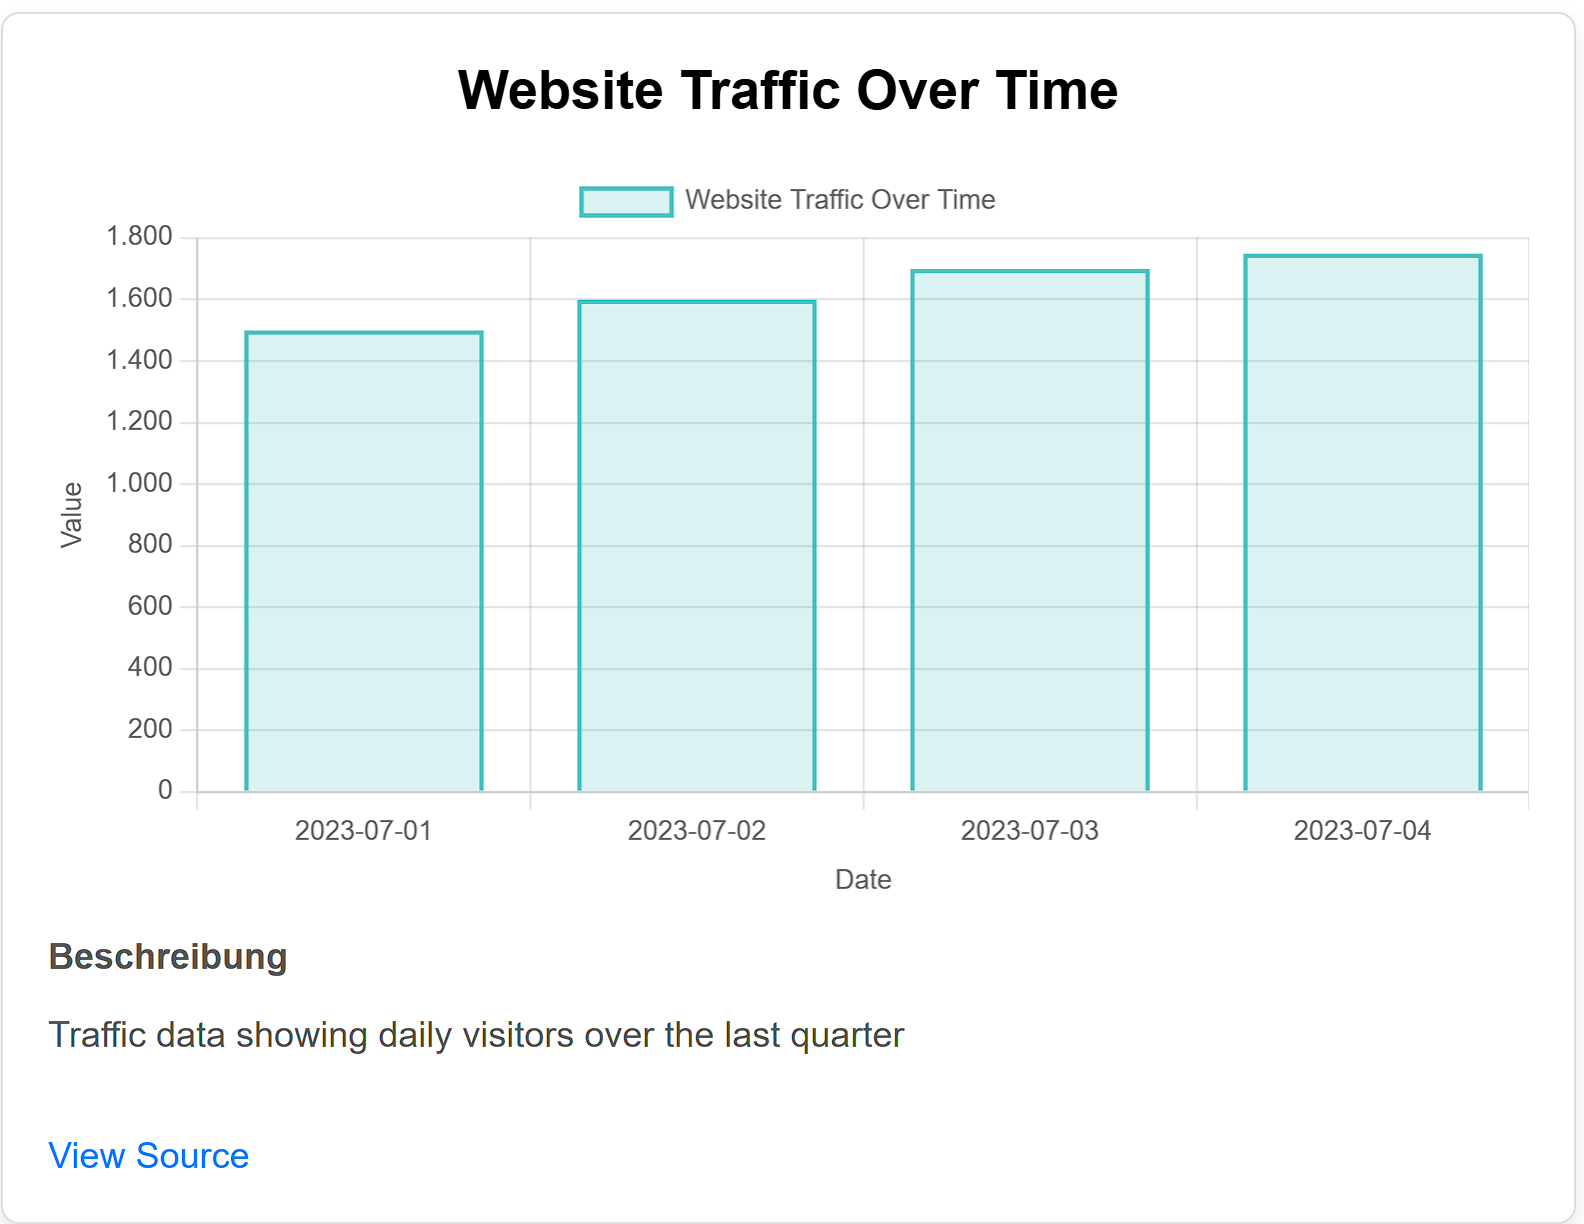 Website Traffic Over Time
Website Traffic Over Time
1.800
1.600
1.400
1.200
1.000
800
600
400
200
0
Value
2023-07-01 2023-07-02 2023-07-03 2023-07-04
Date
Beschreibung
Traffic data showing daily visitors over the last quarter
View Source